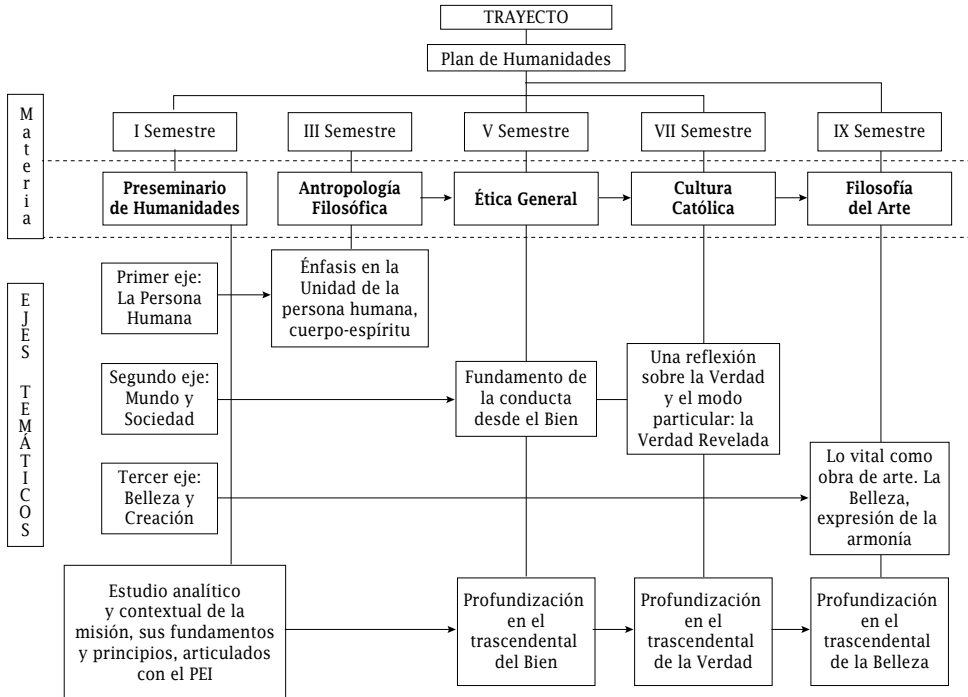 TRAYECTO
Plan de Humanidades
Materia
I Semestre
III Semestre
V Semestre
VII Semestre
IX Semestre
Preseminario
de Humanidades
Antropología
Filosófica
Ética General
Cultura
Católica
Filosofía
del Arte
EJES TEMÁTICOS
Primer eje:
La Persona
Humana
Énfasis en la
Unidad de la
persona humana,
cuerpo-espíritu
Segundo eje:
Mundo y
Sociedad
Fundamento de
la conducta
desde el Bien
Una reflexión
sobre la Verdad
y el modo
particular: la
Verdad Revelada
Tercer eje:
Belleza y
Creación
Lo vital como
obra de arte. La
Belleza,
expresión de la
armonía
Estudio analítico
y contextual de la
misión, sus fundamentos
y principios, articulados
con el PEI
Profundización
en el
trascendental
del Bien
Profundización
en el
trascendental
de la Verdad
Profundización
en el
trascendental
de la Belleza